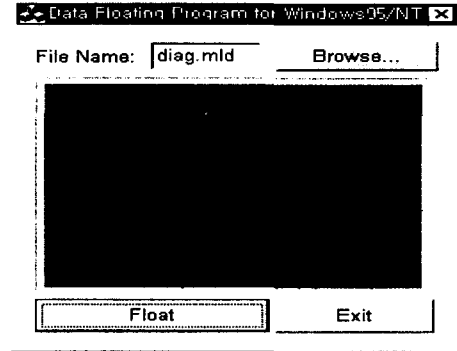 Data Floating Program for Windows95/NT
File Name: diag.mld Browse...
Float Exit